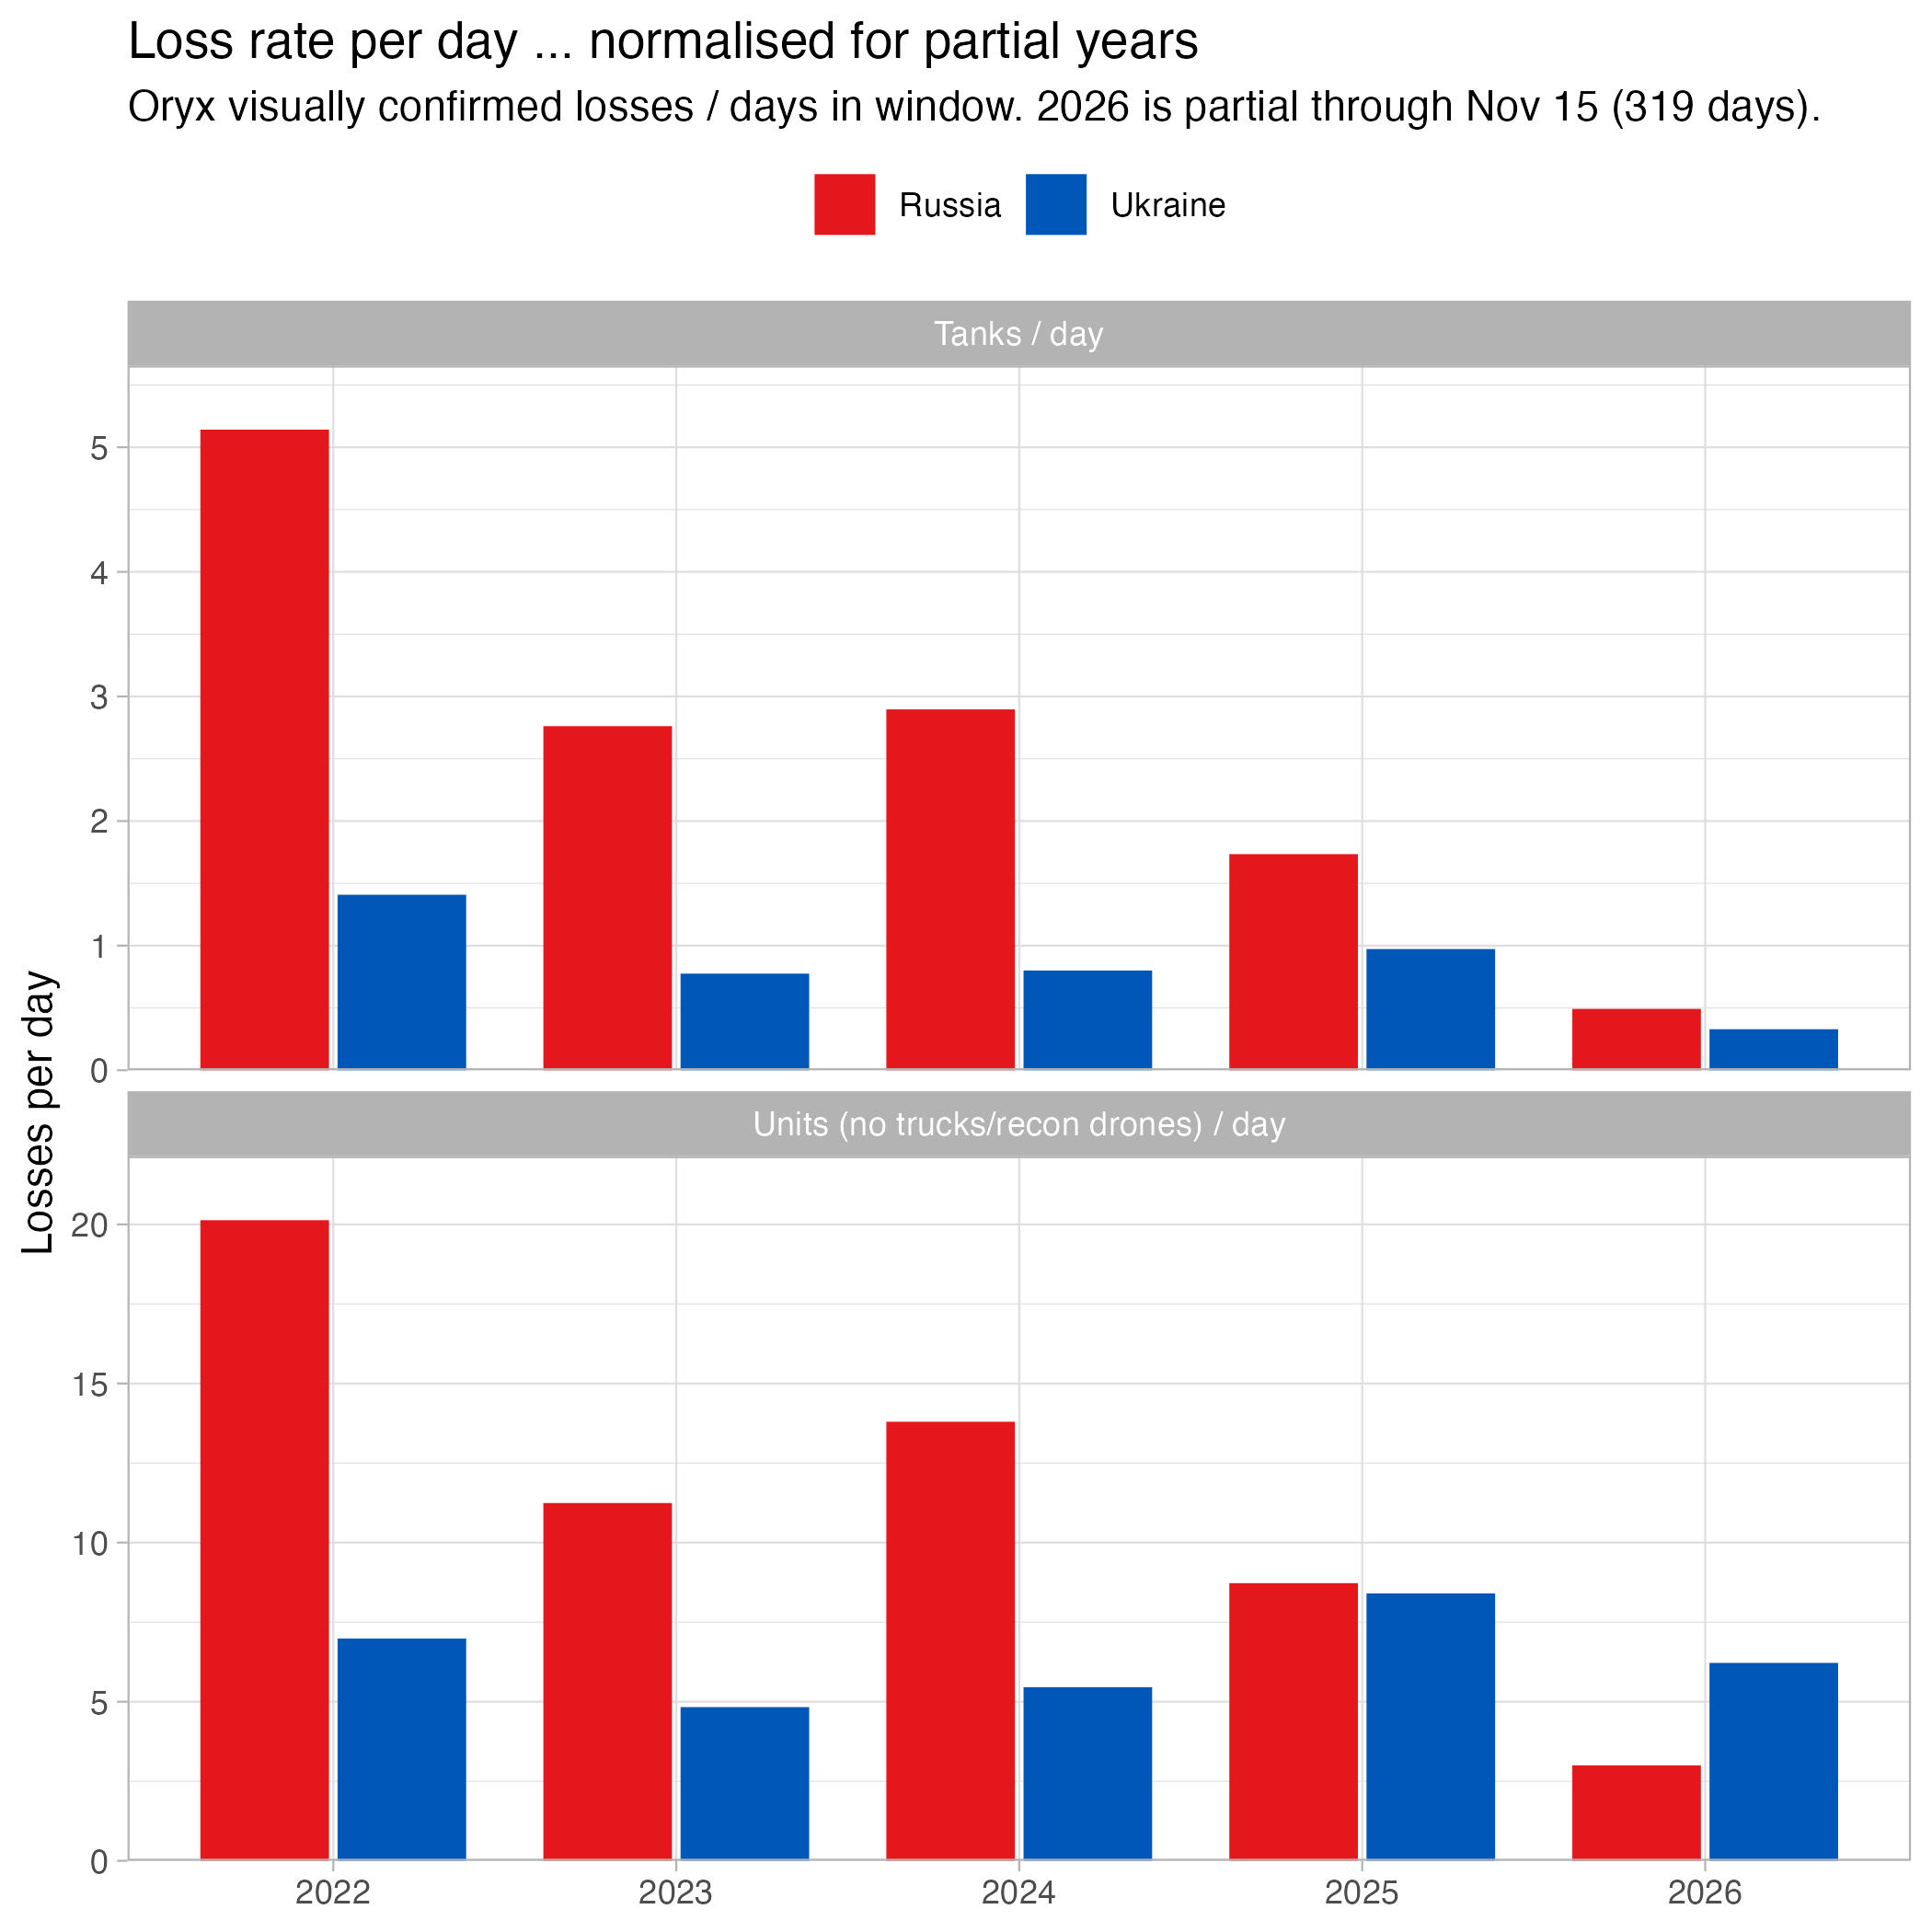 Loss rate per day ... normalised for partial years
Oryx visually confirmed losses / days in window. 2026 is partial through Nov 15 (319 days).
Russia
Ukraine
Losses per day
Tanks / day
5
4
3
2
1
0
Units (no trucks/recon drones) / day
20
15
10
5
0
2022
2023
2024
2025
2026